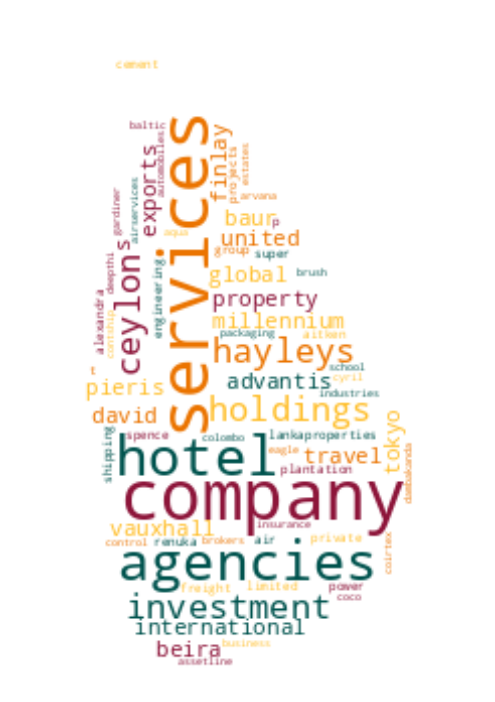 cement
baltic
services
automobiles
finlay
projects
estates
exports
arvana
gardiner
airservices
baur
p
aqua
united
ceylon
s
group
super
deepthi
engineering
global
brush
alexandra
property
cantship
millennium
packaging
aitken
hayleys
school
t
advantis
cyril
pieris
industries
holdings
david
tokyo
spence
colombo
lankaproperties
shipping
hotel
eagle
travel
plantation
dambakanda
company
vauxhall
insurance
control
renuka
brokers
air
private
coirtex
agencies
freight
limited
power
coco
investment
international
beira
business
assetline